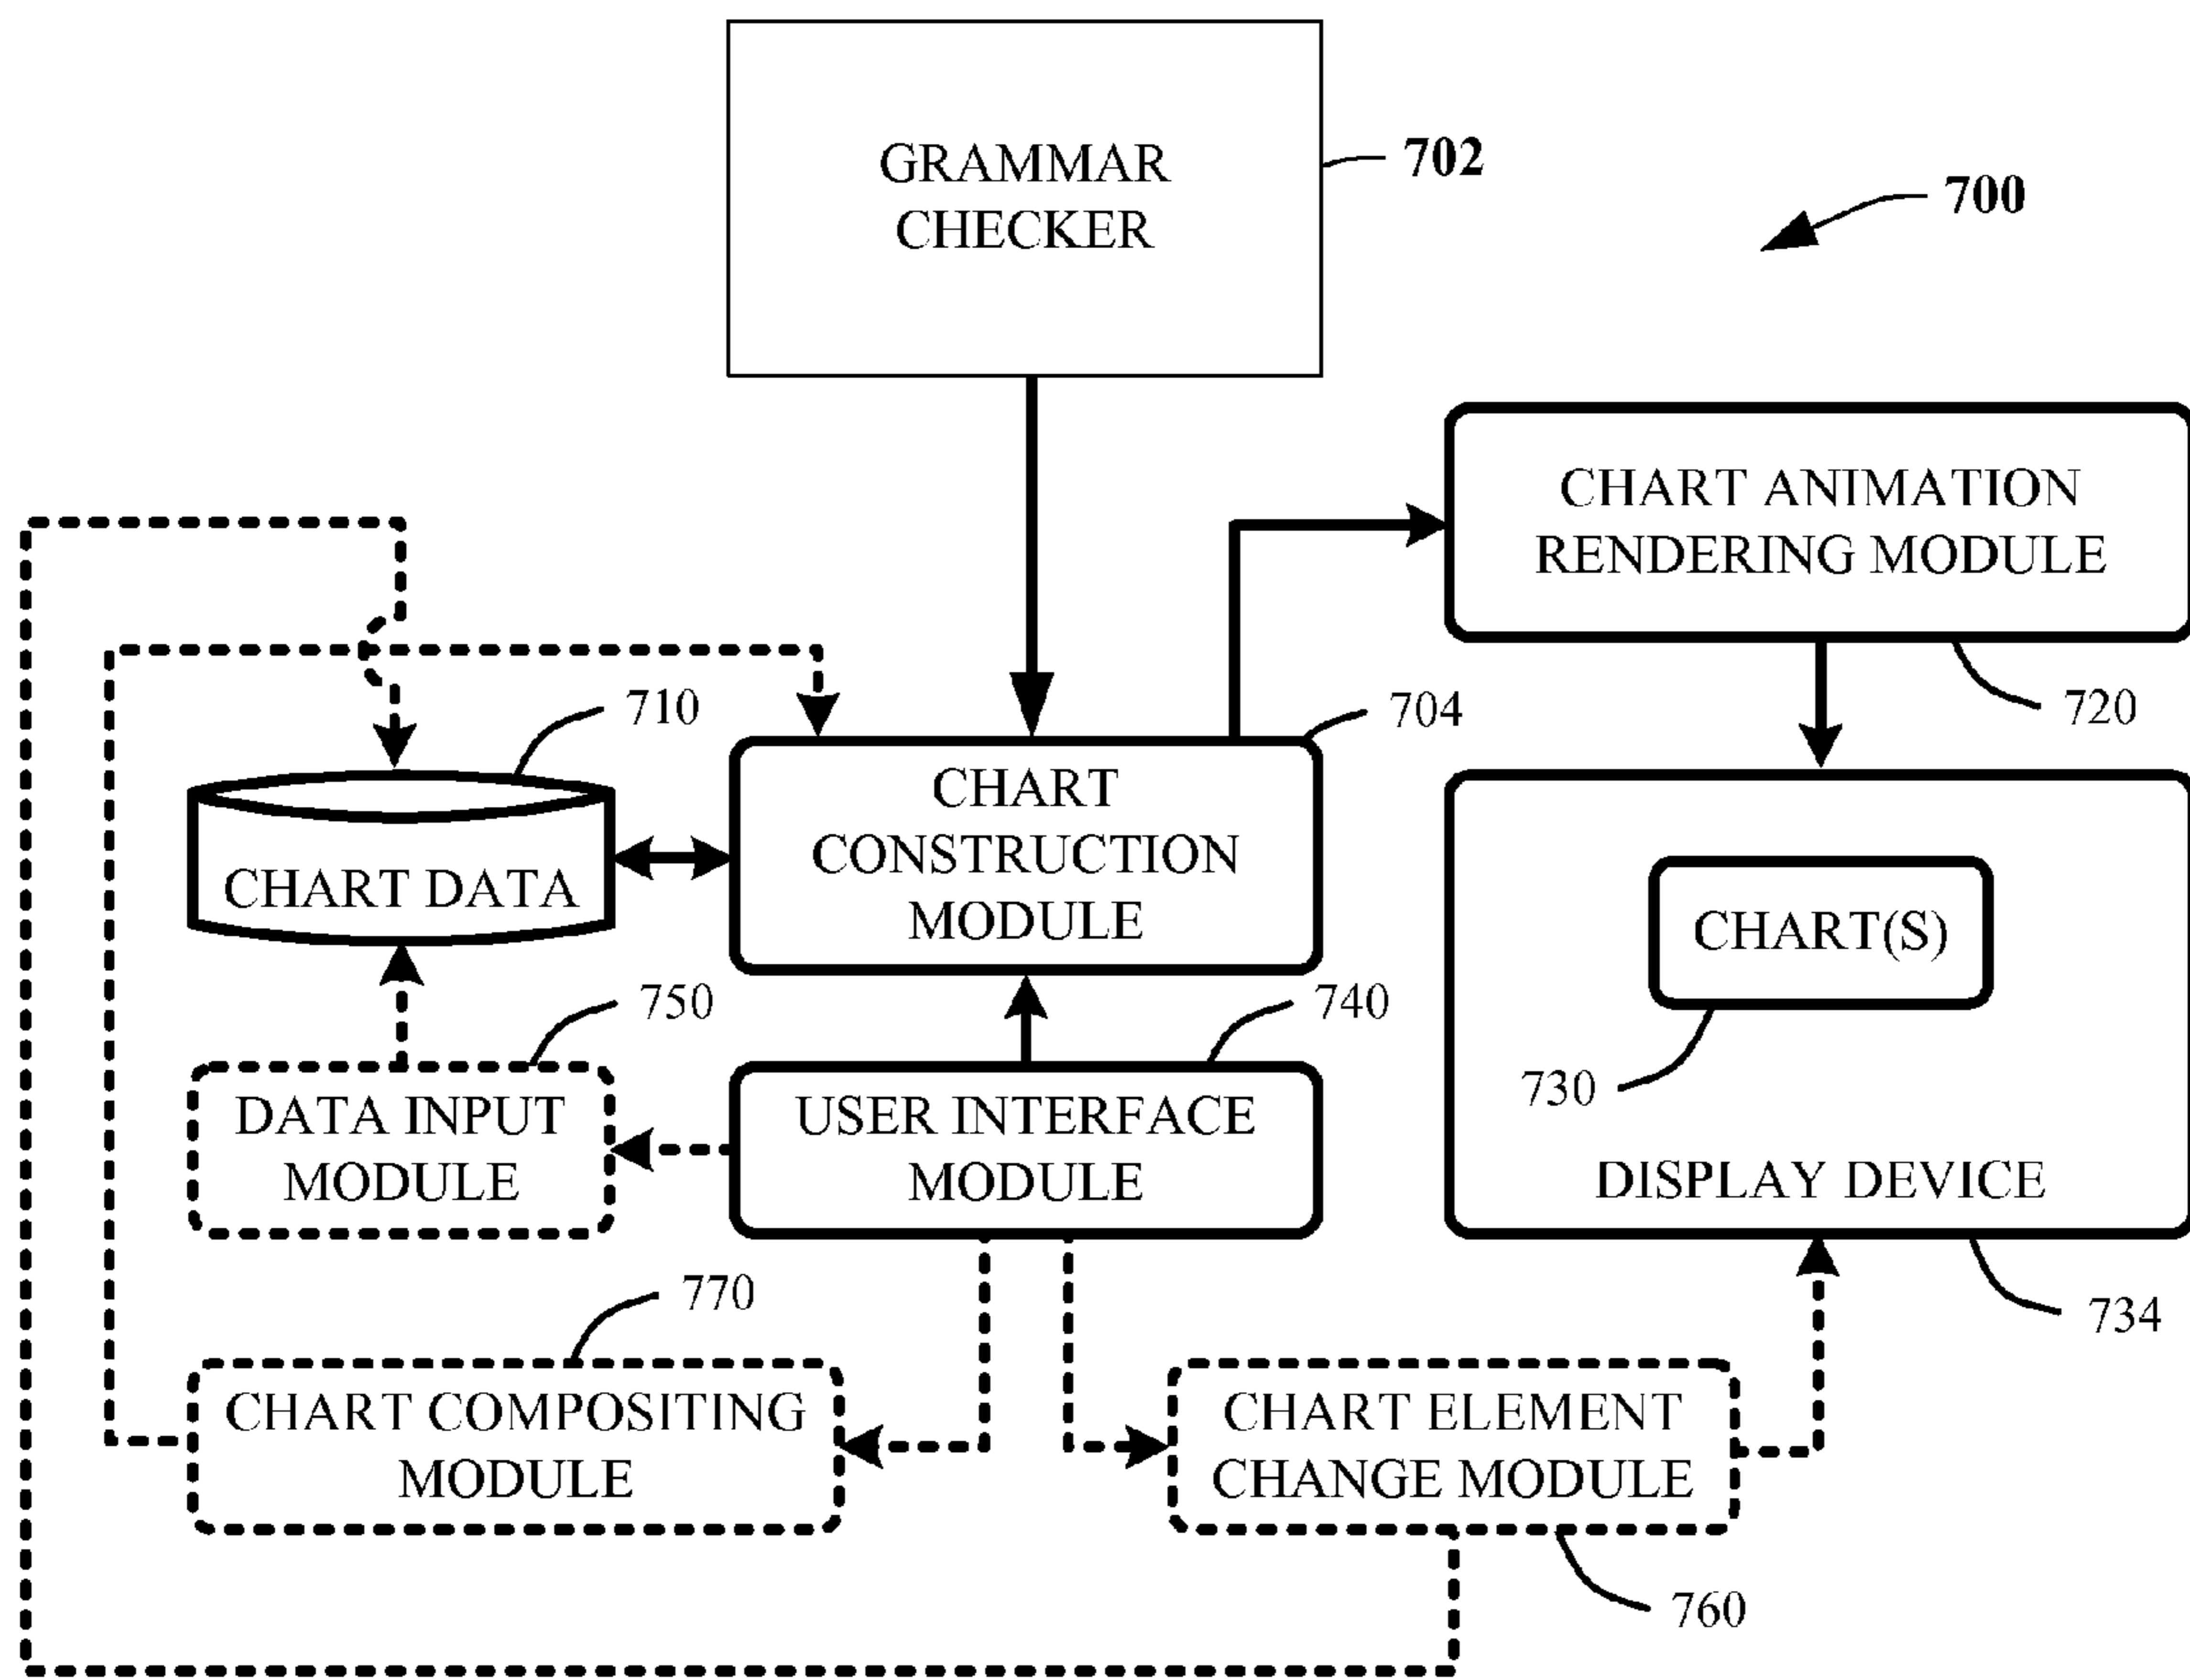 GRAMMAR
CHECKER
702
700
CHART ANIMATION
RENDERING MODULE
720
710
704
CHART
CONSTRUCTION
MODULE
CHART DATA
CHART(S)
730
DISPLAY DEVICE
734
750
740
DATA INPUT
MODULE
USER INTERFACE
MODULE
770
CHART COMPOSITING
MODULE
CHART ELEMENT
CHANGE MODULE
760